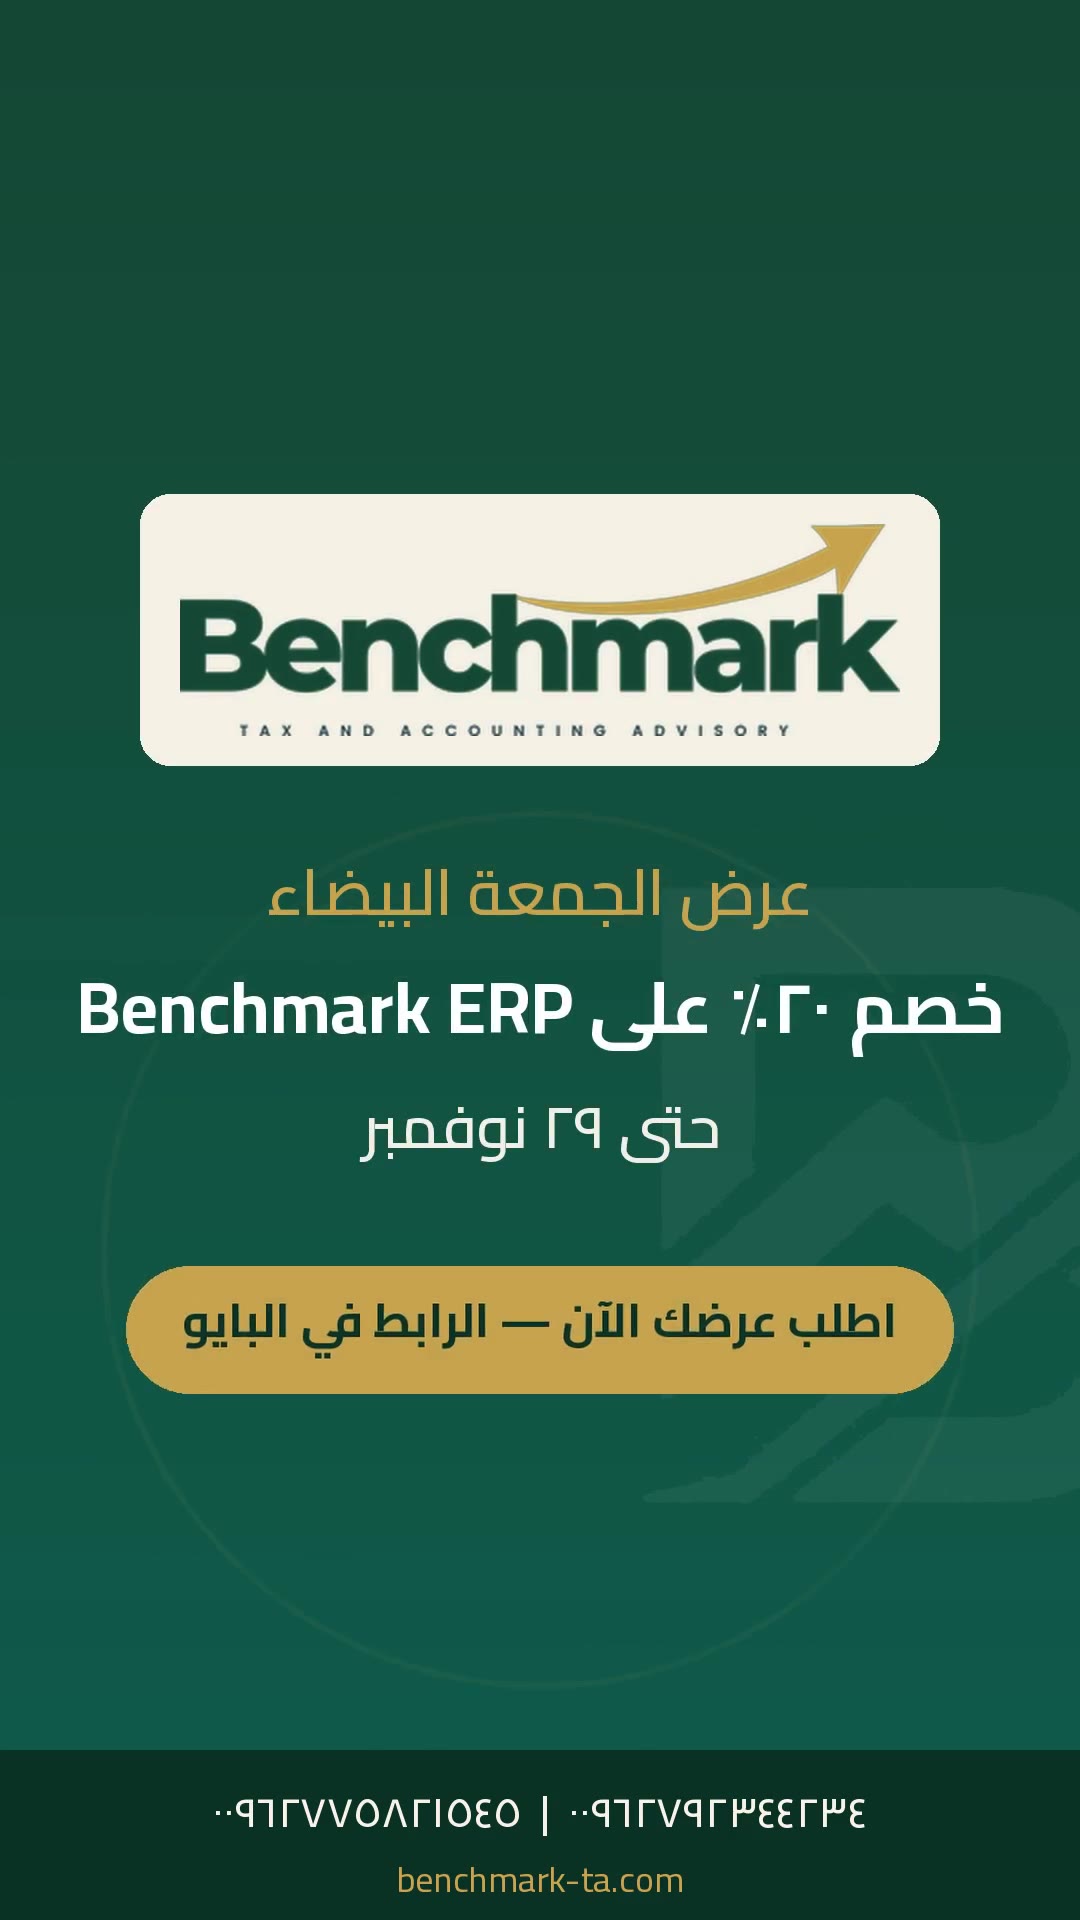 Benchmark
TAX AND ACCOUNTING ADVISORY
عرض الجمعة البيضاء
خصم ٢٠٪ على Benchmark ERP
حتى ٢٩ نوفمبر
اطلب عرضك الآن — الرابط في البايو
٠٠٩٦٢٧٧٥٨٢١٥٤٥ | ٠٠٩٦٢٧٩٢٣٤٤٢٣٤
benchmark-ta.com